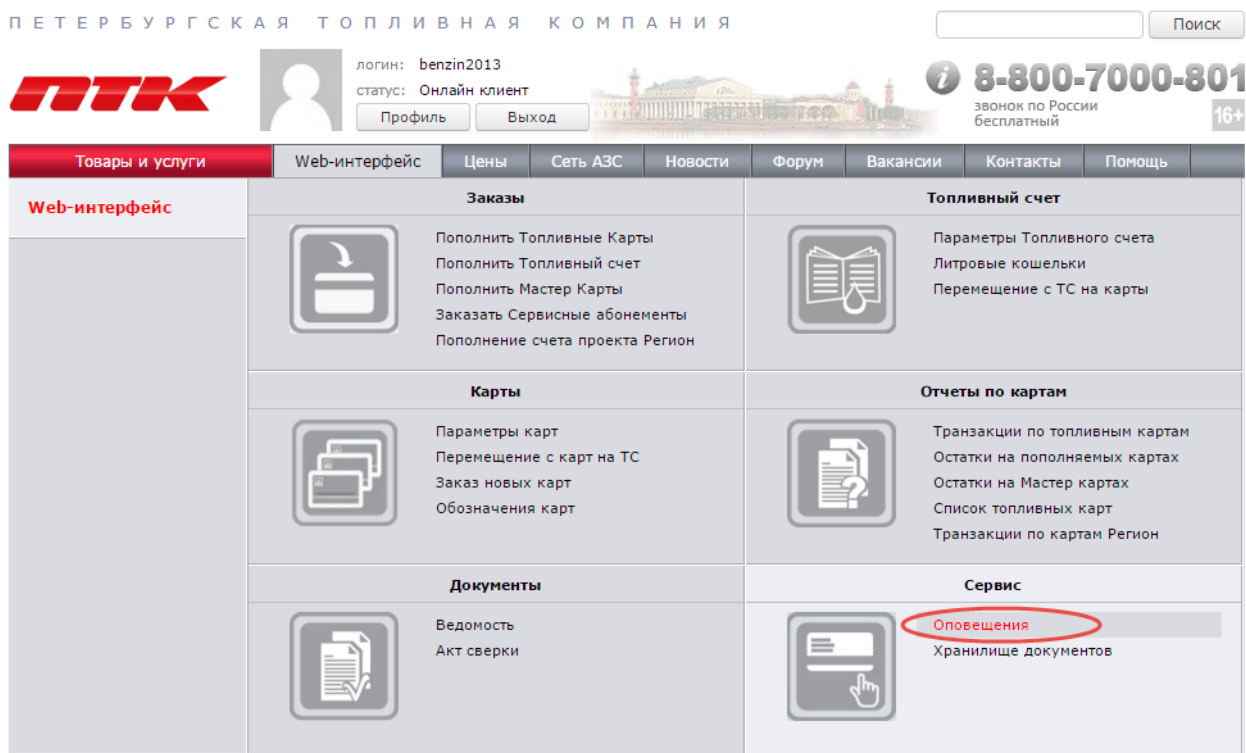 ПЕТЕРБУРГСКАЯ ТОПЛИВНАЯ КОМПАНИЯ
Поиск
ПТК
логин: benzin2013
статус: Онлайн клиент
Профиль Выход
8-800-7000-801
звонок по России
бесплатный
16+
Товары и услуги Web-интерфейс Цены Сеть АЗС Новости Форум Вакансии Контакты Помощь
Web-интерфейс
Заказы
Пополнить Топливные Карты
Пополнить Топливный счет
Пополнить Мастер Карты
Заказать Сервисные абонементы
Пополнение счета проекта Регион
Топливный счет
Параметры Топливного счета
Литровые кошельки
Перемещение с ТС на карты
Карты
Параметры карт
Перемещение с карт на ТС
Заказ новых карт
Обозначения карт
Отчеты по картам
Транзакции по топливным картам
Остатки на пополняемых картах
Остатки на Мастер картах
Список топливных карт
Транзакции по картам Регион
Документы
Ведомость
Акт сверки
Сервис
Оповещения
Хранилище документов